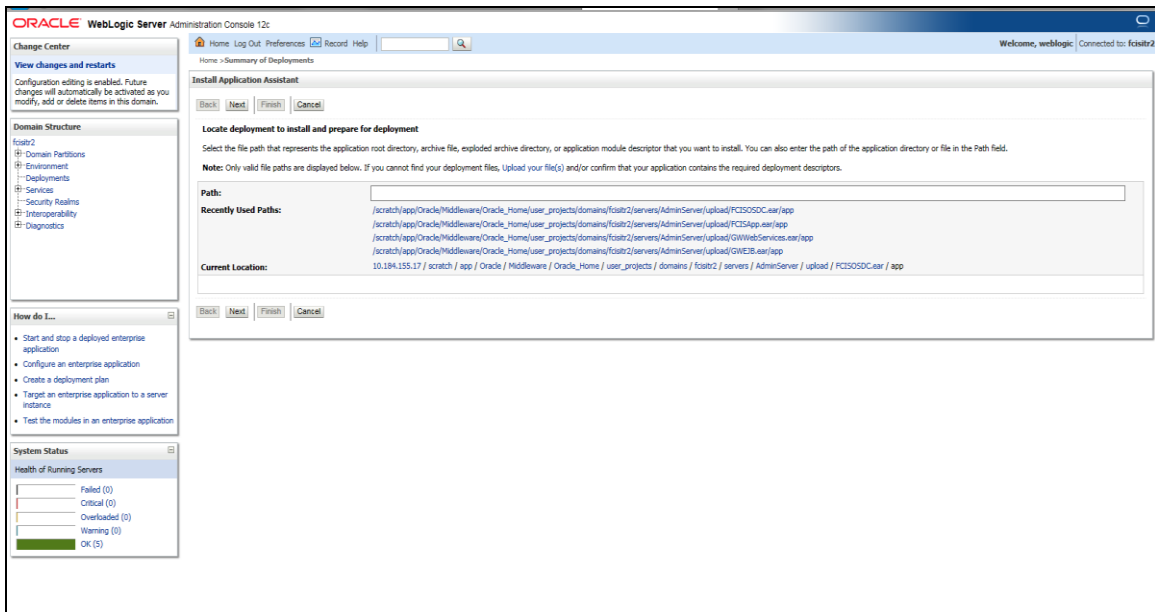 ORACLE WebLogic Server Administration Console 12c
Change Center
View changes and restarts
Configuration editing is enabled. Future
changes will automatically be activated as you
modify, add or delete items in this domain.
Domain Structure
fcisitr2
Domain Partitions
Environment
Deployments
Services
Security Realms
Interoperability
Diagnostics
How do I...
Start and stop a deployed enterprise
application
Configure an enterprise application
Create a deployment plan
Target an enterprise application to a server
instance
Test the modules in an enterprise application
System Status
Health of Running Servers
Failed (0)
Critical (0)
Overloaded (0)
Warning (0)
OK (5)
Home Log Out Preferences Record Help
Welcome, weblogic Connected to: fcisitr2
Home >Summary of Deployments
Install Application Assistant
Back Next Finish Cancel
Locate deployment to install and prepare for deployment
Select the file path that represents the application root directory, archive file, exploded archive directory, or application module descriptor that you want to install. You can also enter the path of the application directory or file in the Path field.
Note: Only valid file paths are displayed below. If you cannot find your deployment files, Upload your file(s) and/or confirm that your application contains the required deployment descriptors.
Path:
Recently Used Paths: /scratch/app/Oracle/Middleware/Oracle_Home/user_projects/domains/fcisitr2/servers/AdminServer/upload/FCISOSDC.ear/app
/scratch/app/Oracle/Middleware/Oracle_Home/user_projects/domains/fcisitr2/servers/AdminServer/upload/FCISApp.ear/app
/scratch/app/Oracle/Middleware/Oracle_Home/user_projects/domains/fcisitr2/servers/AdminServer/upload/GWWebServices.ear/app
/scratch/app/Oracle/Middleware/Oracle_Home/user_projects/domains/fcisitr2/servers/AdminServer/upload/GWEJB.ear/app
Current Location: 10.184.155.17 / scratch / app / Oracle / Middleware / Oracle_Home / user_projects / domains / fcisitr2 / servers / AdminServer / upload / FCISOSDC.ear / app
Back Next Finish Cancel